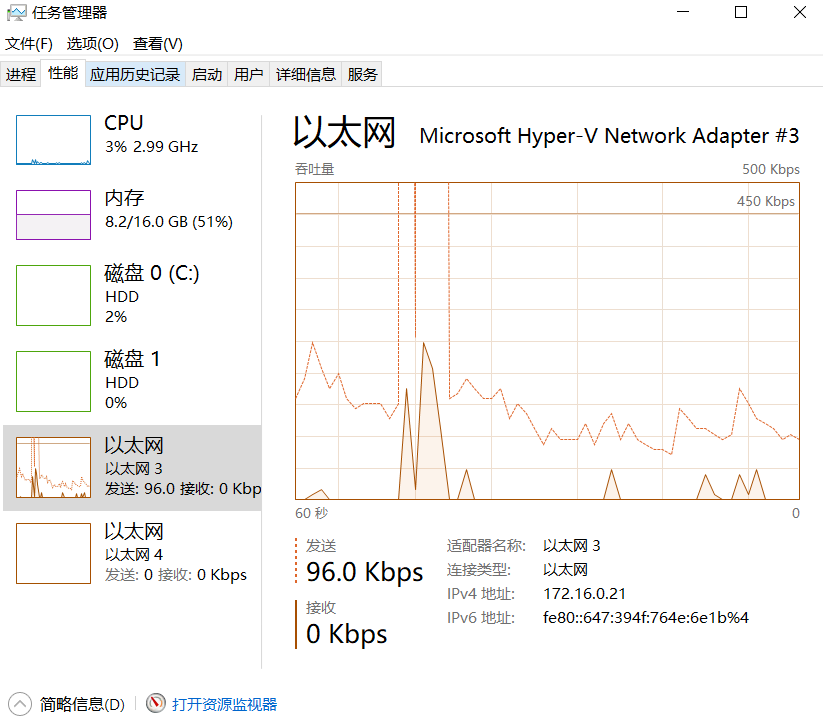 任务管理器
文件(F) 选项(O) 查看(V)
进程 性能 应用历史记录 启动 用户 详细信息 服务
CPU
3% 2.99 GHz
内存
8.2/16.0 GB (51%)
磁盘 0 (C:)
HDD
2%
磁盘 1
HDD
0%
以太网
以太网 3
发送: 96.0 接收: 0 Kbp
以太网
以太网 4
发送: 0 接收: 0 Kbps
以太网 Microsoft Hyper-V Network Adapter #3
吞吐量 500 Kbps
450 Kbps
60 秒 0
发送
96.0 Kbps
接收
0 Kbps
适配器名称: 以太网 3
连接类型: 以太网
IPv4 地址: 172.16.0.21
IPv6 地址: fe80::647:394f:764e:6e1b%4
简略信息(D) 打开资源监视器